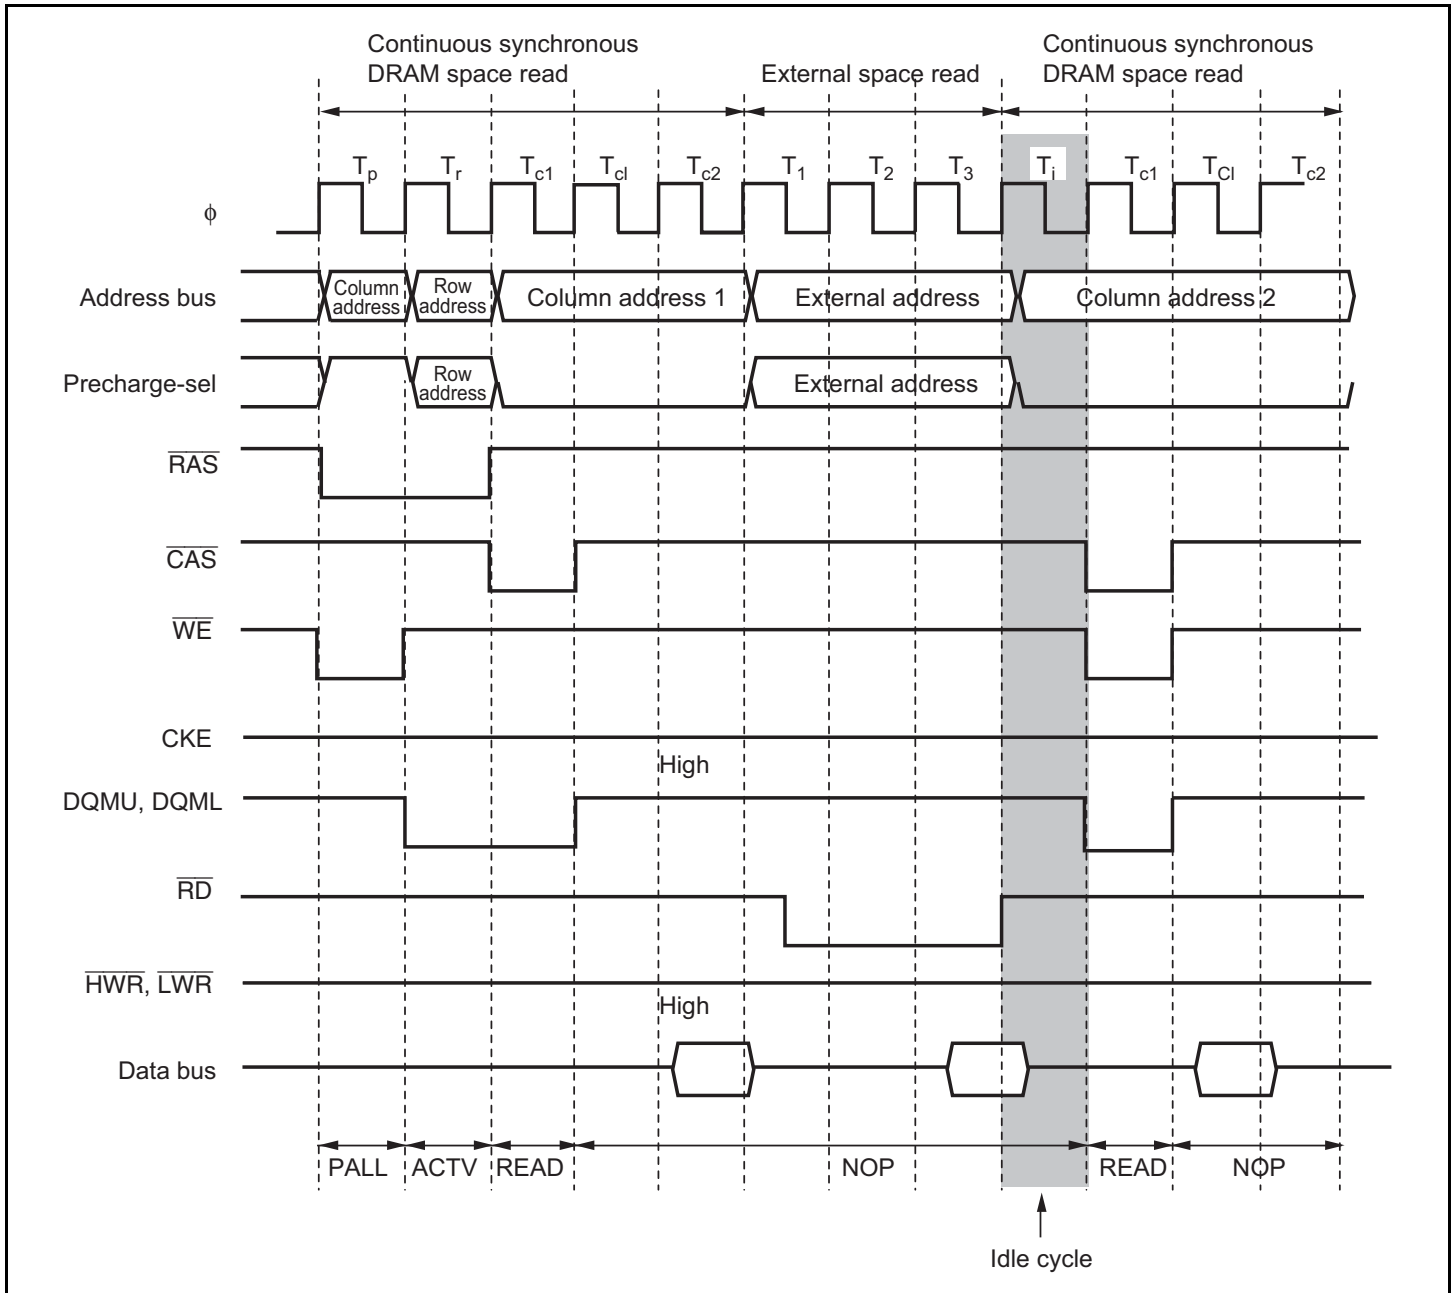 Continuous synchronous
DRAM space read
External space read
Continuous synchronous
DRAM space read
Tp Tr Tc1 Tcl Tc2 T1 T2 T3 Ti Tc1 TCl Tc2
ϕ
Address bus
Column
address
Row
address
Column address 1
External address
Column address 2
Precharge-sel
Row
address
External address
RAS
CAS
WE
CKE
High
DQMU, DQML
RD
HWR, LWR
High
Data bus
PALL ACTV READ NOP READ NOP
Idle cycle